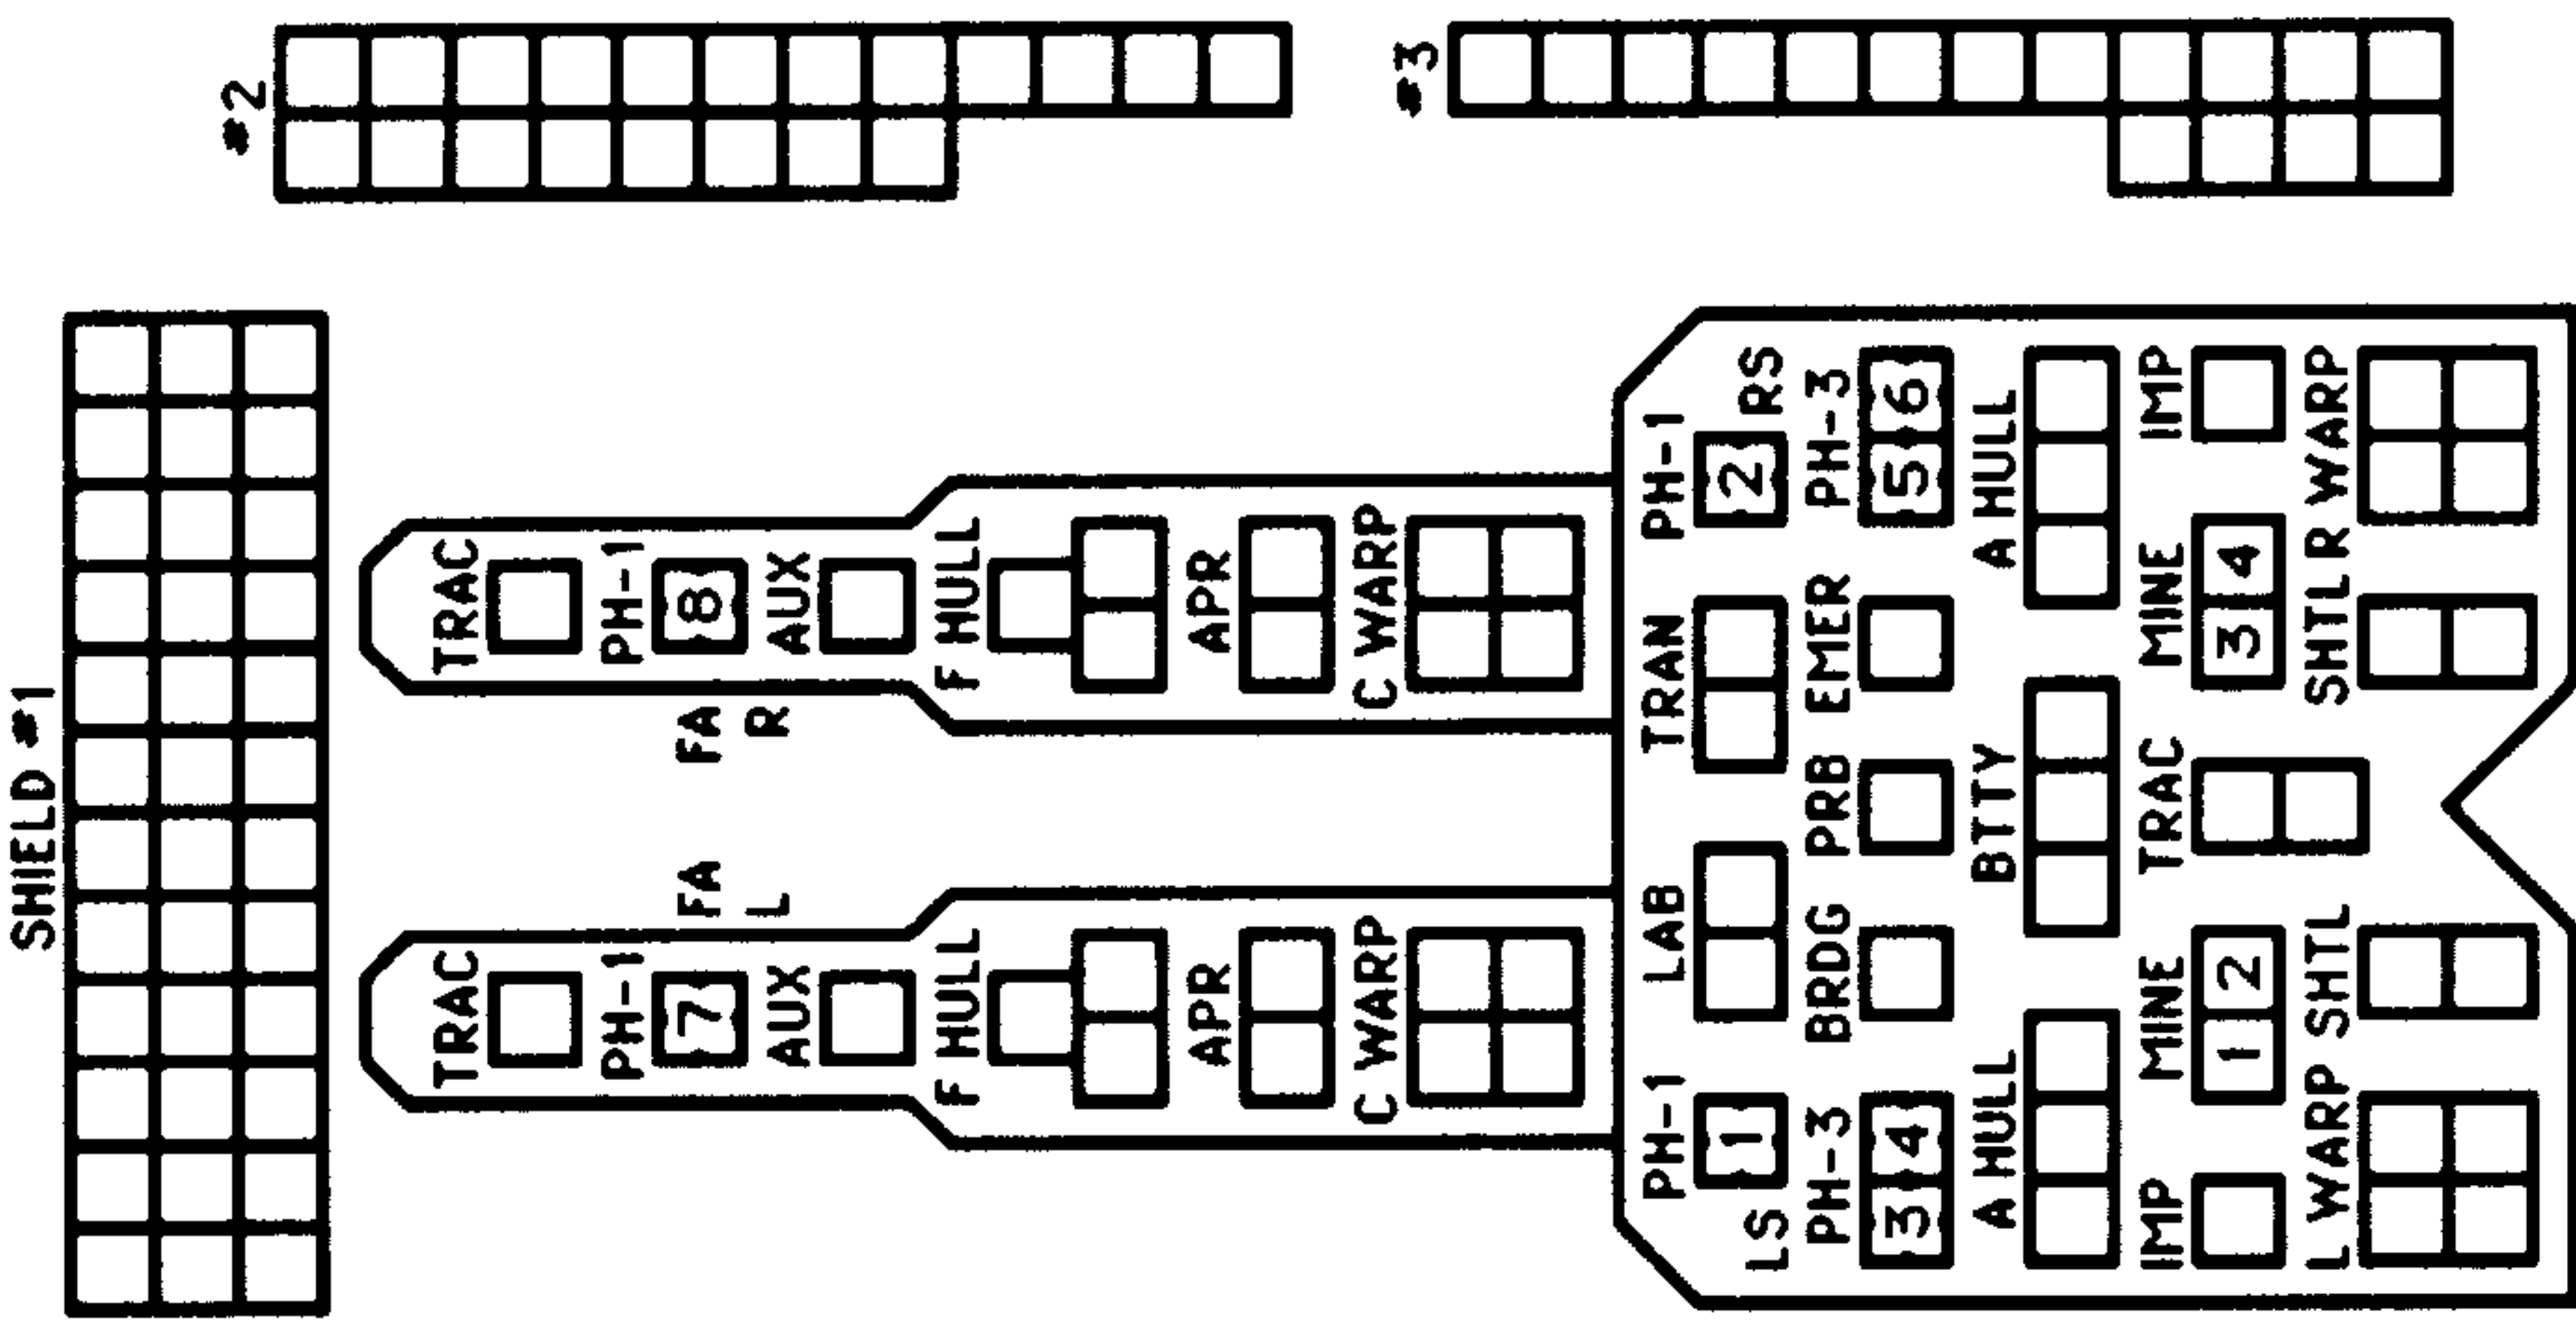 SHIELD #1
#2
TRAC TRAC
PH-1 PH-1
7 FA FA 8
AUX L R AUX
F HULL F HULL
APR APR
C WARP C WARP
#3
PH-1 LAB TRAN PH-1
LS 1 2 RS
PH-3 BRDG PRB EMER PH-3
3 4 5 6
A HULL BTTY A HULL
IMP MINE TRAC MINE IMP
1 2 3 4
L WARP SHTL SHTL R WARP